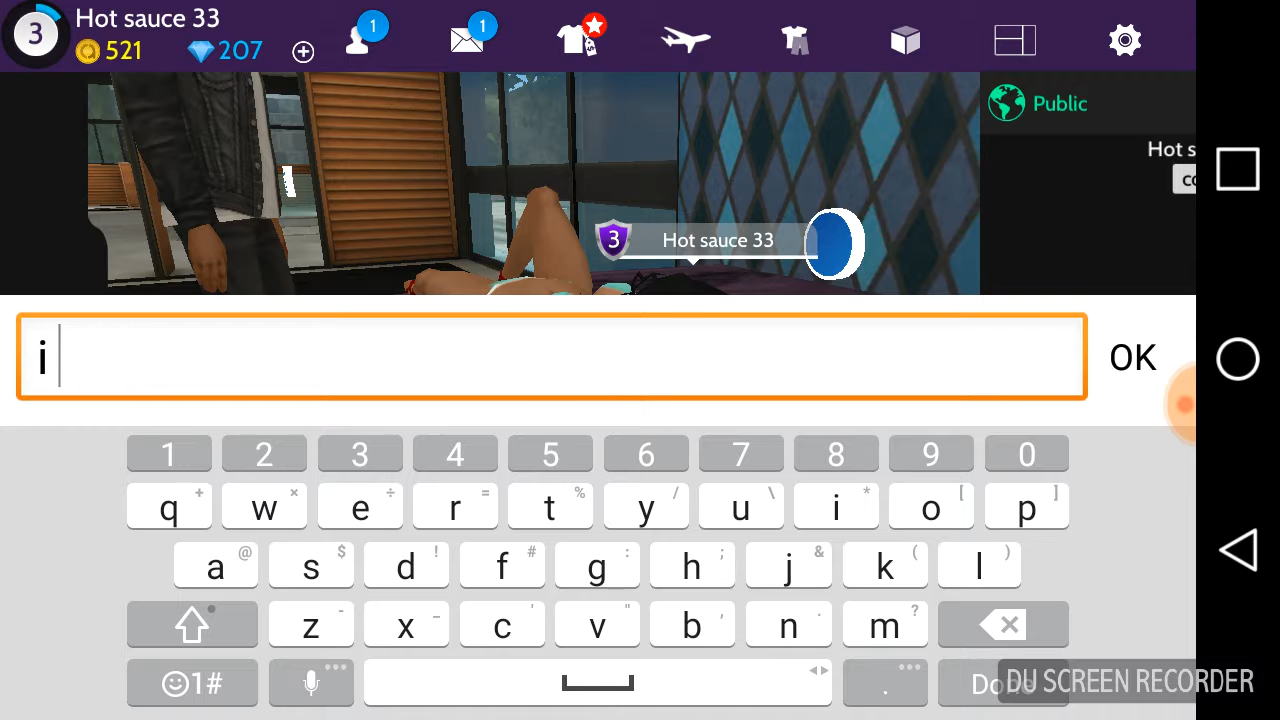 3
Hot sauce 33
521
207
1
1
Public
Hot s
3
Hot sauce 33
i
OK
1 2 3 4 5 6 7 8 9 0
q + w × e ÷ r = t % y / u \ i * o [ p ]
a @ s $ d ! f # g : h ; j & k ( l )
z - x _ c ' v " b , n . m ?
1#
.
DU SCREEN RECORDER